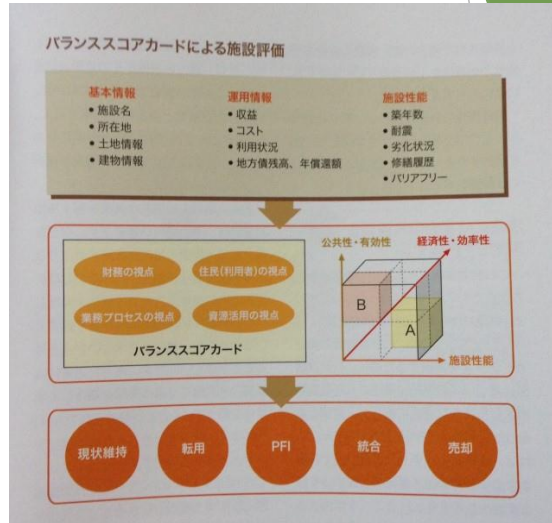 バランススコアカードによる施設評価
基本情報
• 施設名
• 所在地
• 土地情報
• 建物情報
運用情報
• 収益
• コスト
• 利用状況
• 地方債残高、年償還額
施設性能
• 築年数
• 耐震
• 劣化状況
• 修繕履歴
• バリアフリー
財務の視点
住民(利用者)の視点
業務プロセスの視点
資源活用の視点
バランススコアカード
公共性・有効性
経済性・効率性
B
A
施設性能
現状維持
転用
PFI
統合
売却